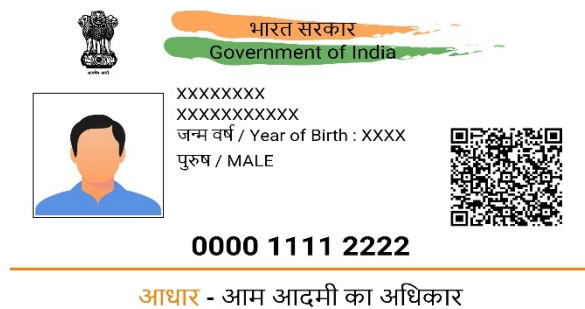 भारत सरकार
Government of India
XXXXXXXX
XXXXXXXXXXX
जन्म वर्ष / Year of Birth : XXXX
पुरुष / MALE
0000 1111 2222
आधार - आम आदमी का अधिकार